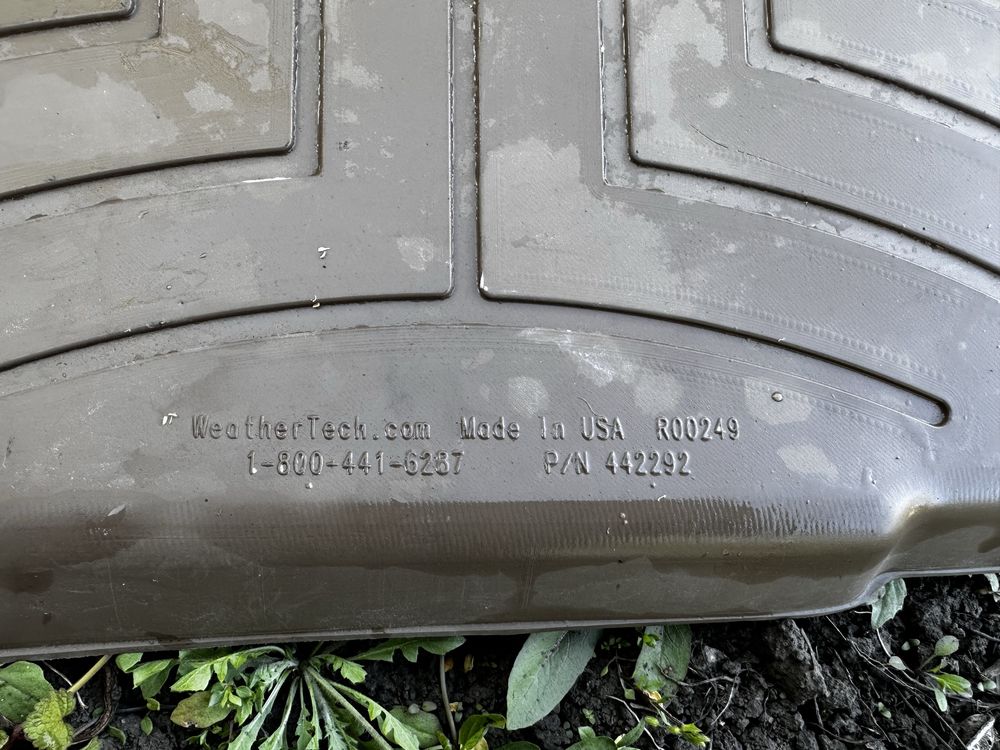 WeatherTech.com Made In USA R00249
1-800-441-6287 P/N 442292